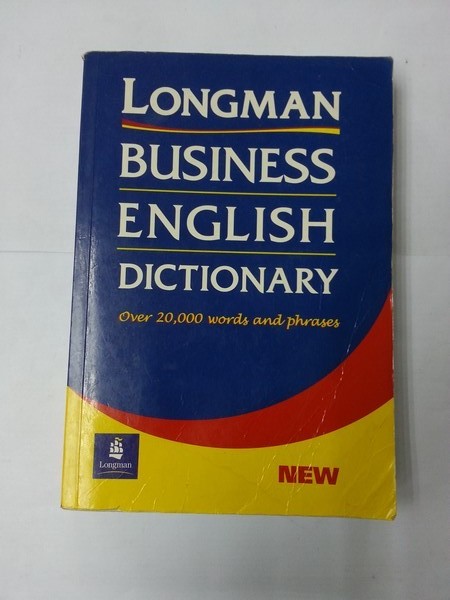 LONGMAN
BUSINESS
ENGLISH
DICTIONARY
Over 20,000 words and phrases
Longman
NEW